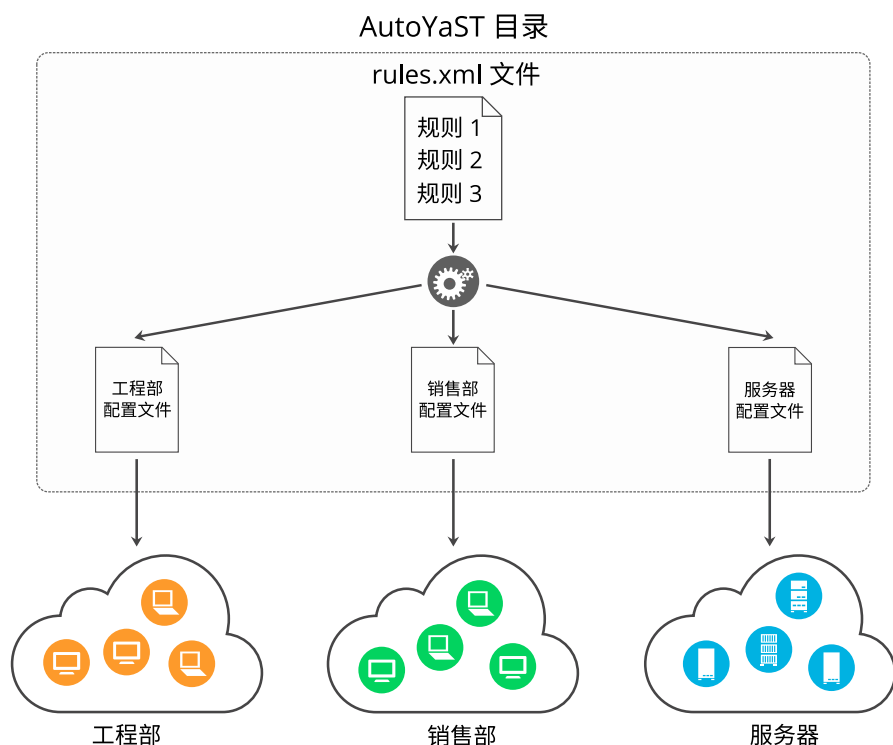 AutoYaST 目录
rules.xml 文件
规则 1
规则 2
规则 3
工程部
配置文件
销售部
配置文件
服务器
配置文件
工程部
销售部
服务器